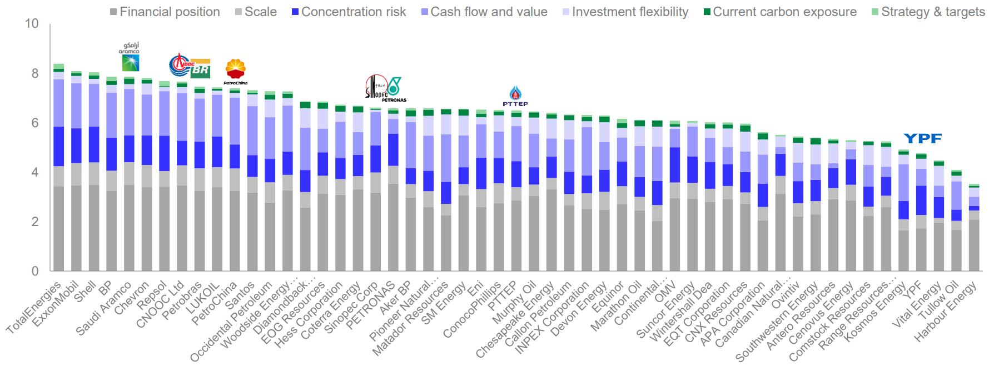 Financial position Scale Concentration risk Cash flow and value Investment flexibility Current carbon exposure Strategy & targets
10
8
6
4
2
0
أرامكو
aramco
BR
PetroChina
SINOPEC
PETRONAS
PTTEP
YPF
TotalEnergies
ExxonMobil
Shell
BP
Saudi Aramco
Chevron
Repsol
CNOOC Ltd
Petrobras
LUKOIL
PetroChina
Santos
Occidental Petroleum
Woodside Energy…
Diamondback…
EOG Resources
Hess Corporation
Coterra Energy
Sinopec Corp
PETRONAS
Aker BP
Pioneer Natural…
Matador Resources
SM Energy
Eni
ConocoPhillips
PTTEP
Murphy Oil
Chesapeake Energy
Callon Petroleum
INPEX Corporation
Devon Energy
Equinor
Marathon Oil
Continental…
OMV
Suncor Energy
Wintershall Dea
EQT Corporation
CNX Resources
APA Corporation
Canadian Natural…
Ovintiv
Southwestern Energy
Antero Resources
Cenovus Energy
Comstock Resources
Range Resources…
Kosmos Energy
YPF
Vital Energy
Tullow Oil
Harbour Energy